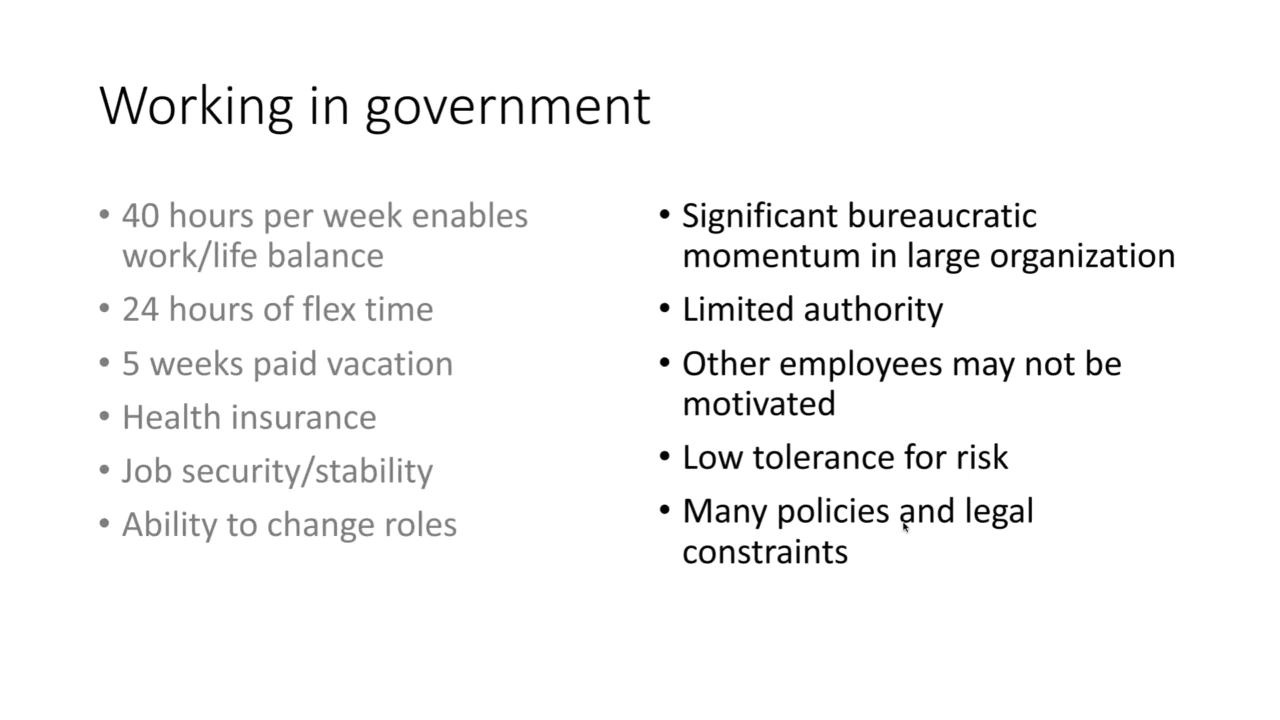 Working in government
• 40 hours per week enables
work/life balance
• 24 hours of flex time
• 5 weeks paid vacation
• Health insurance
• Job security/stability
• Ability to change roles
• Significant bureaucratic
momentum in large organization
• Limited authority
• Other employees may not be
motivated
• Low tolerance for risk
• Many policies and legal
constraints